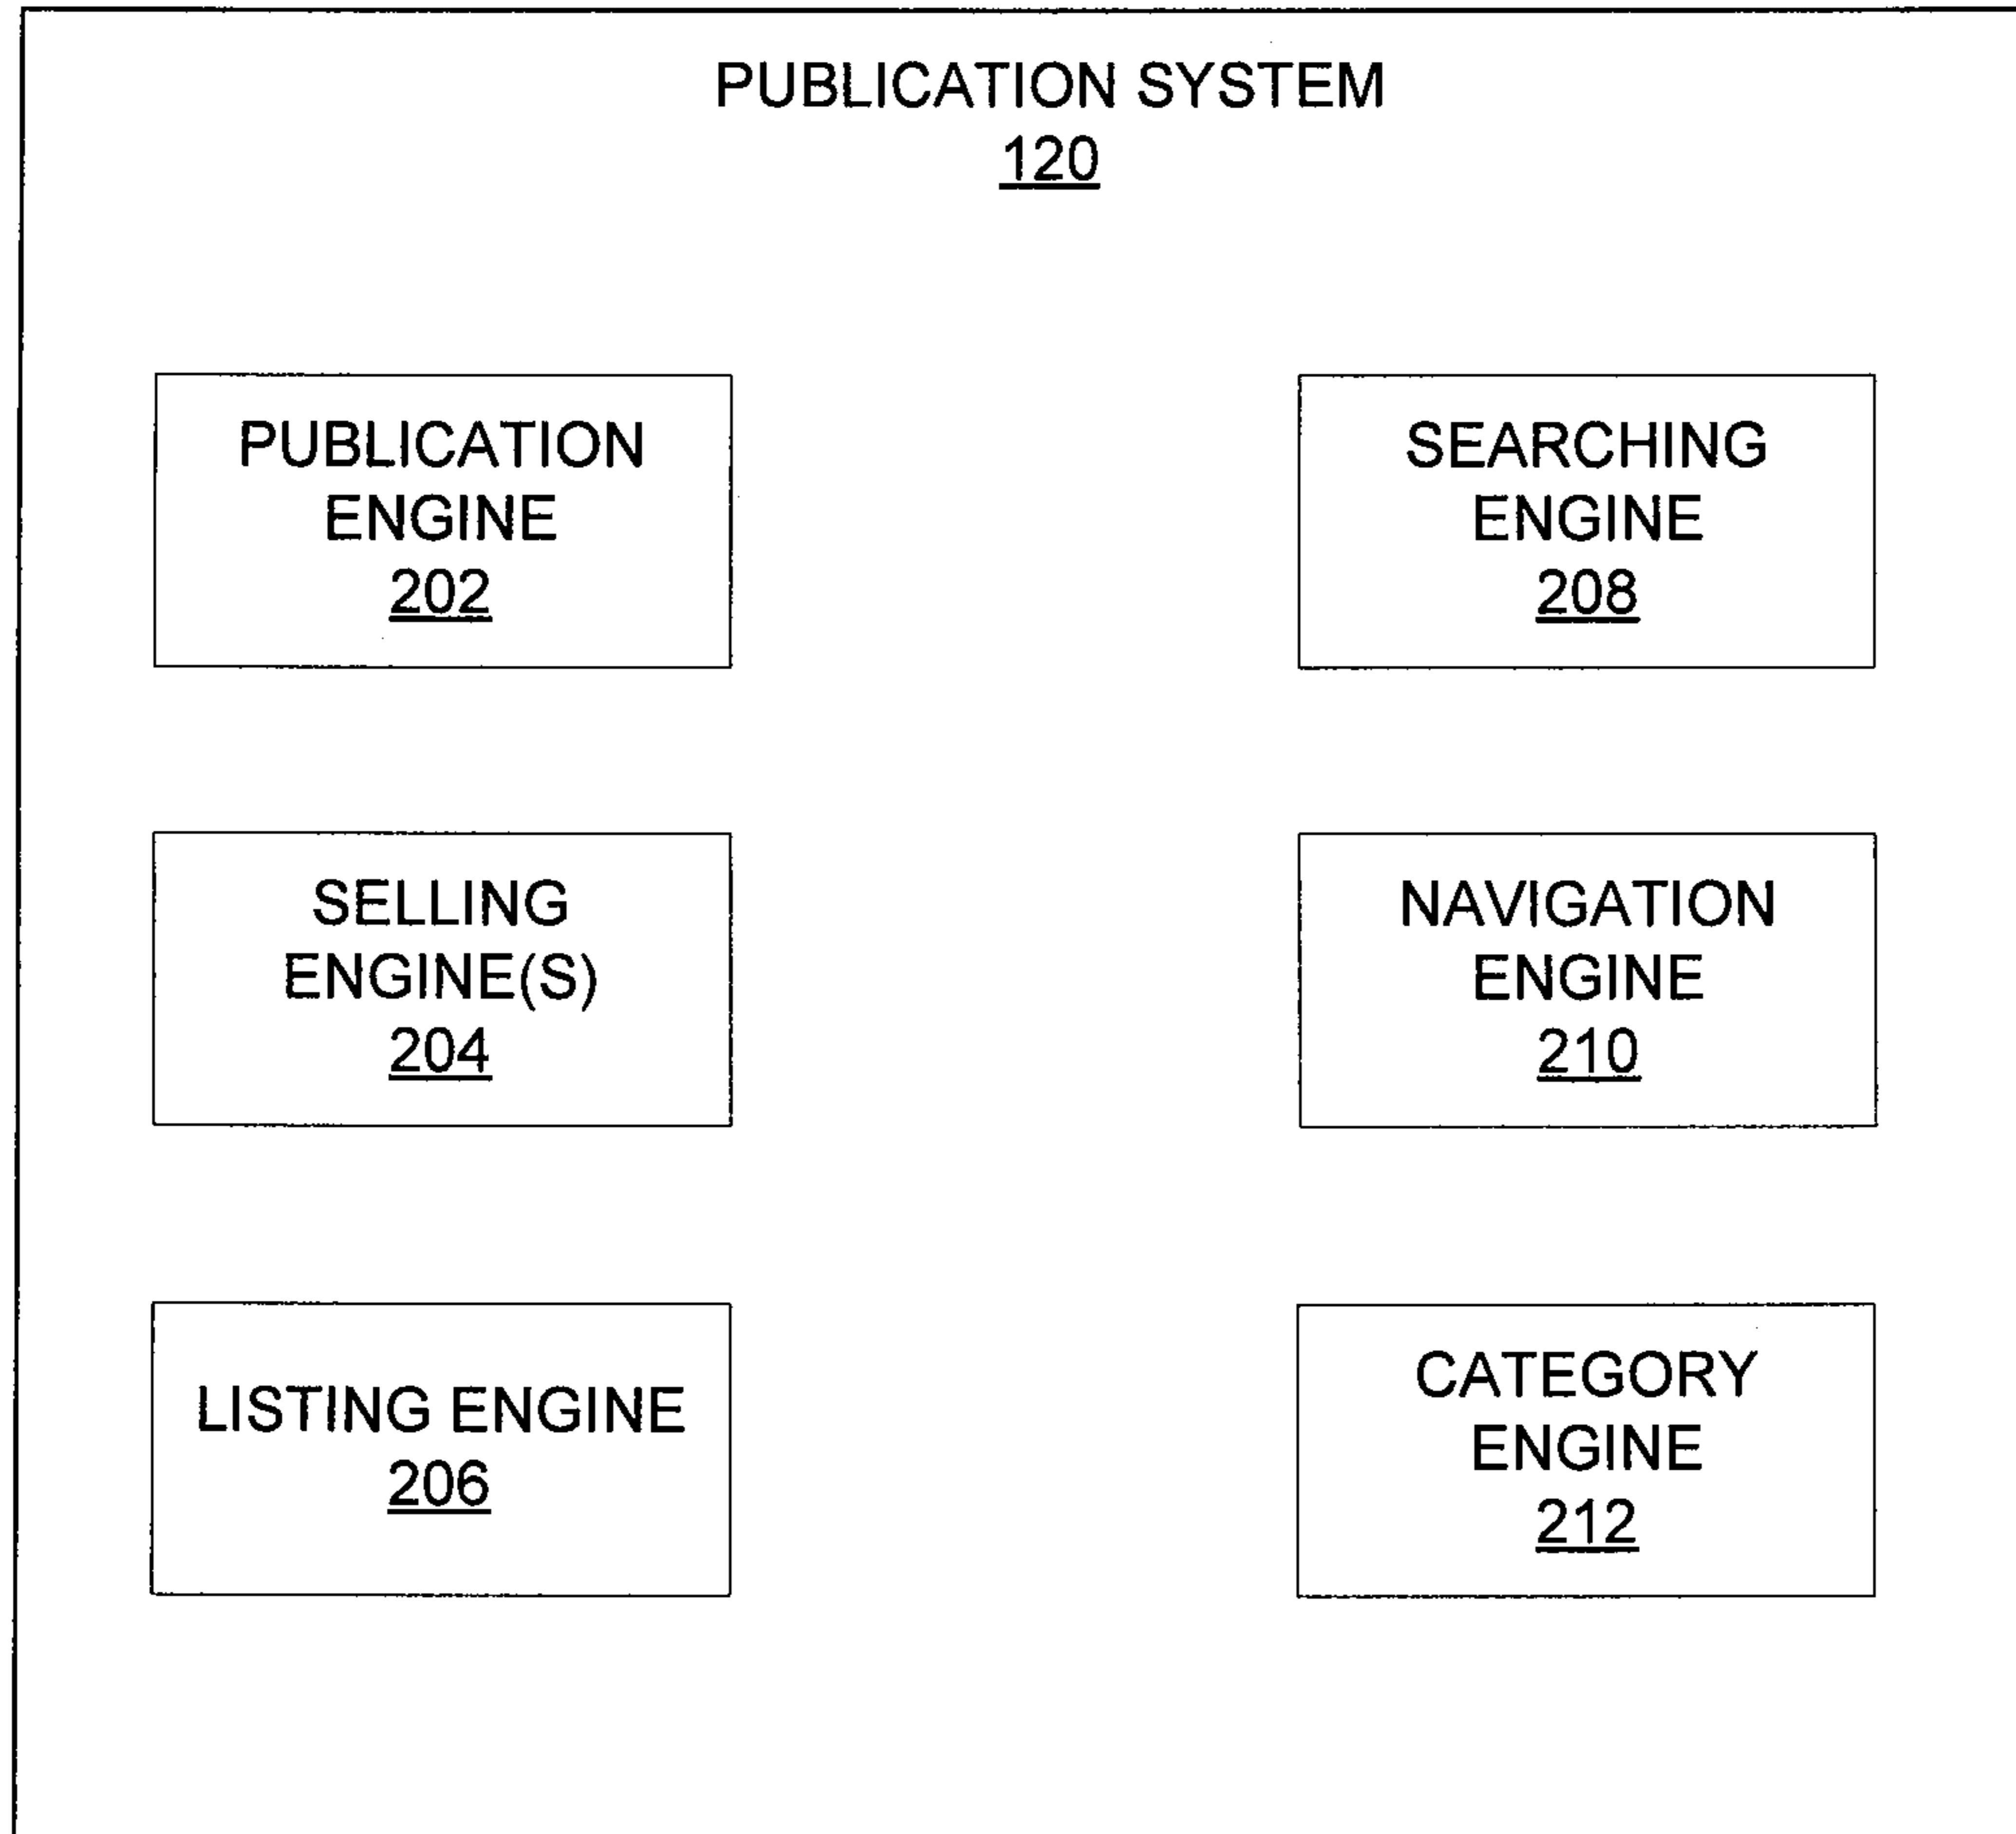 PUBLICATION SYSTEM
120
PUBLICATION
ENGINE
202
SEARCHING
ENGINE
208
SELLING
ENGINE(S)
204
NAVIGATION
ENGINE
210
LISTING ENGINE
206
CATEGORY
ENGINE
212